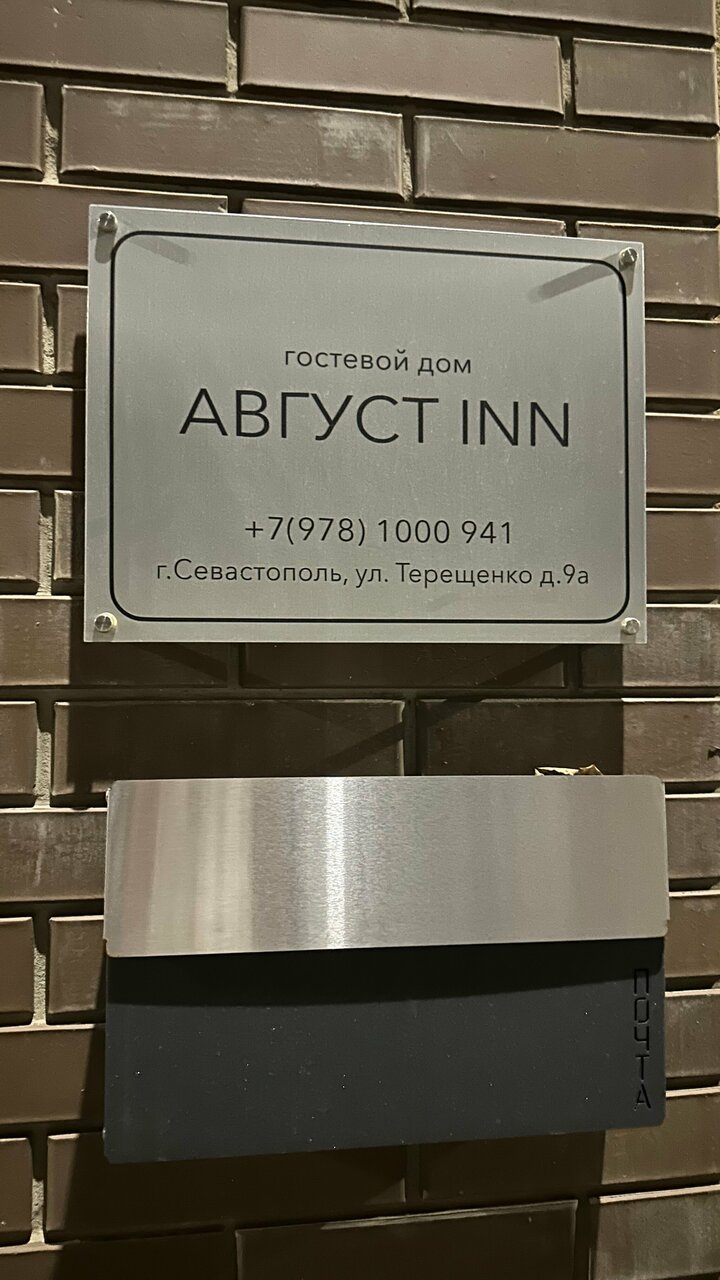 гостевой дом
АВГУСТ INN
+7(978) 1000 941
г.Севастополь, ул. Терещенко д.9а
ПОЧТА